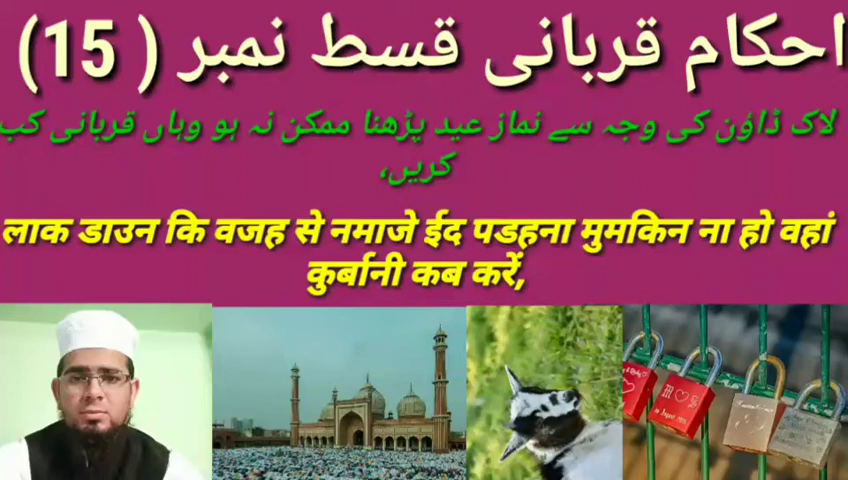 احکام قربانی قسط نمبر ( 15)
لاک ڈاؤن کی وجہ سے نماز عید پڑھنا ممکن نہ ہو وہاں قربانی کب
کریں،
लाक डाउन कि वजह से नमाजे ईद पडहना मुमकिन ना हो वहां
कुर्बानी कब करें,